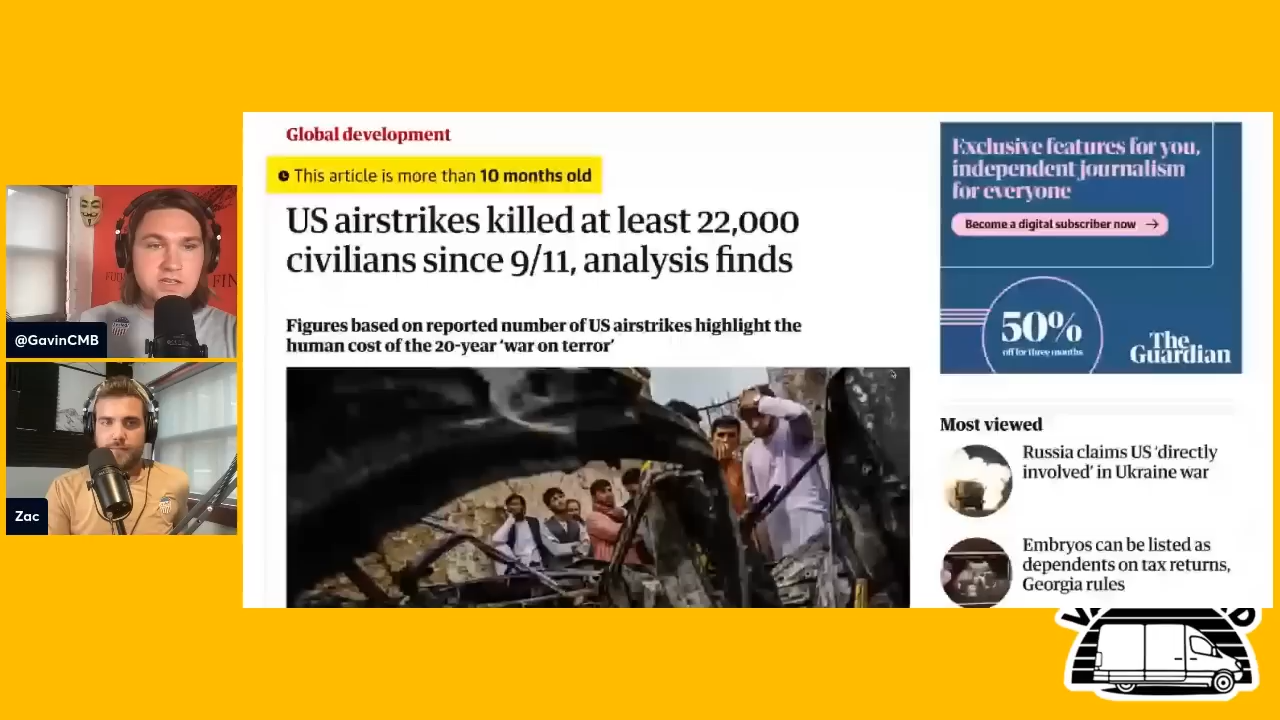 @GavinCMB
Zac
Global development
This article is more than 10 months old
US airstrikes killed at least 22,000
civilians since 9/11, analysis finds
Figures based on reported number of US airstrikes highlight the
human cost of the 20-year ‘war on terror’
Exclusive features for you,
independent journalism
for everyone
Become a digital subscriber now
50%
off for three months
The
Guardian
Most viewed
Russia claims US ‘directly
involved’ in Ukraine war
Embryos can be listed as
dependents on tax returns,
Georgia rules